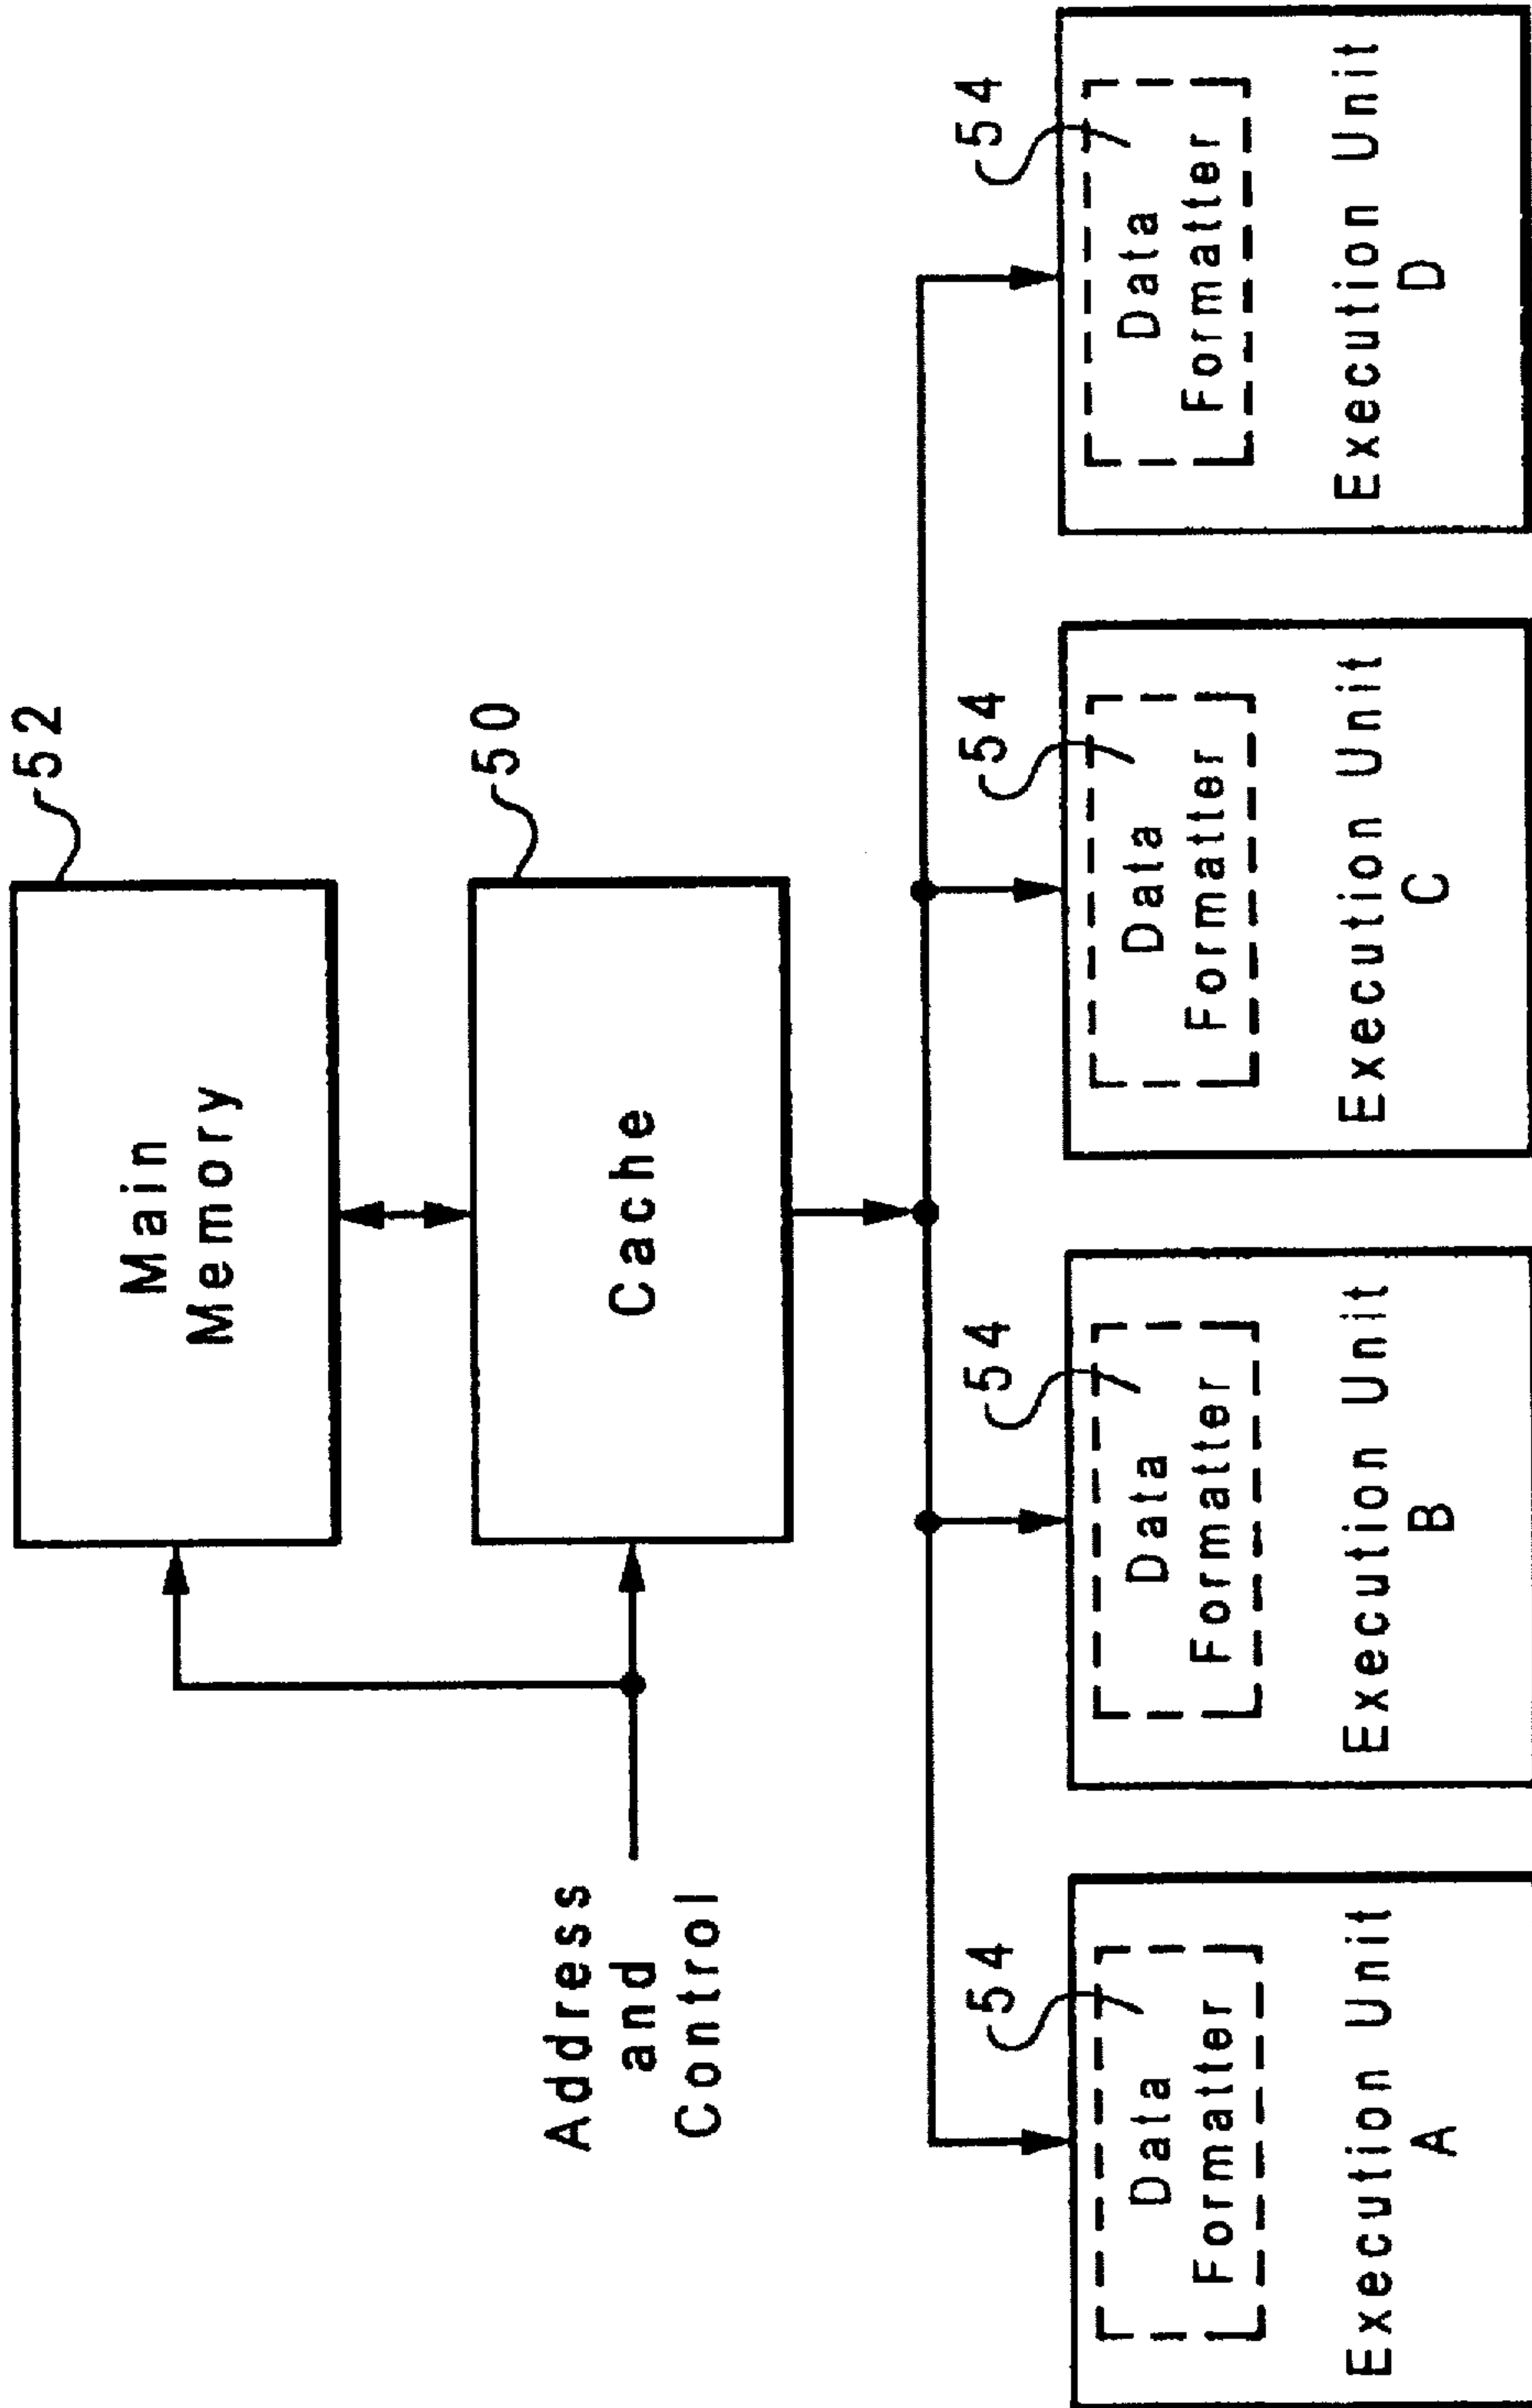 52
Main
Memory
50
Cache
Address
and
Control
54
Data
Formatter
Execution Unit
A
54
Data
Formatter
Execution Unit
B
54
Data
Formatter
Execution Unit
C
54
Data
Formatter
Execution Unit
D